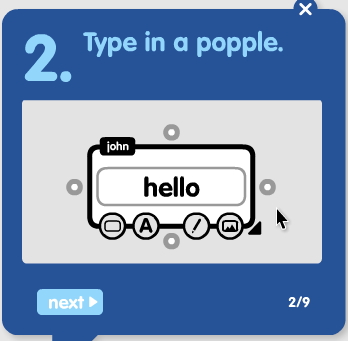 2. Type in a popple.
john
hello
A
next
2/9